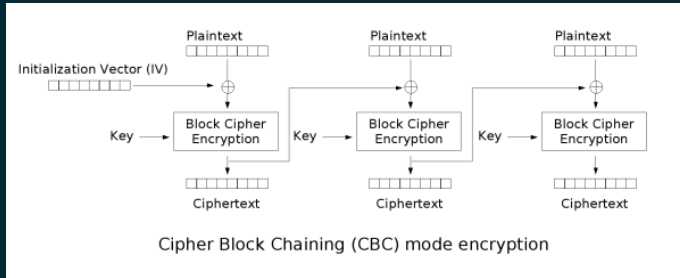 Plaintext Plaintext Plaintext
Initialization Vector (IV)
Key Block Cipher Encryption Key Block Cipher Encryption Key Block Cipher Encryption
Ciphertext Ciphertext Ciphertext
Cipher Block Chaining (CBC) mode encryption